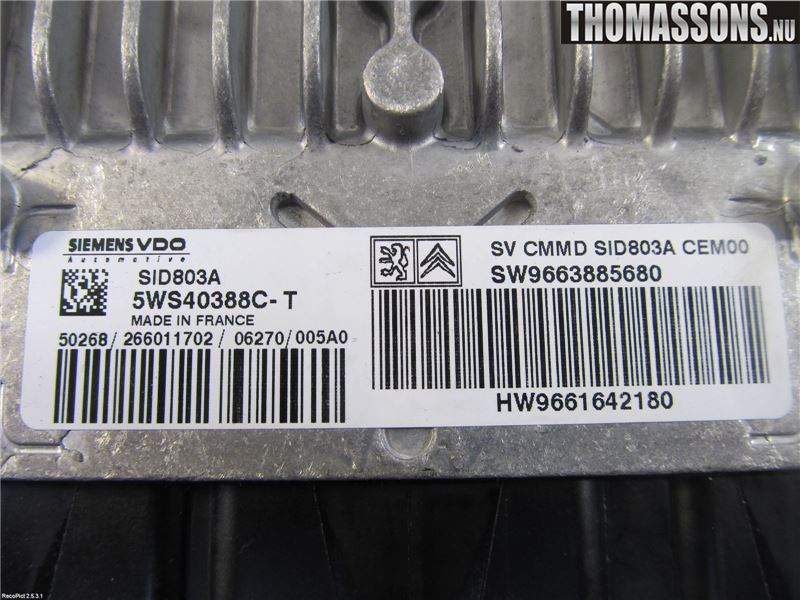 THOMASSONS.NU
SIEMENS VDO
Automotive
SID803A
5WS40388C-T
MADE IN FRANCE
50268/266011702/06270/005A0
SV CMMD SID803A CEM00
SW9663885680
HW9661642180
RecoPict 2.5.3.1